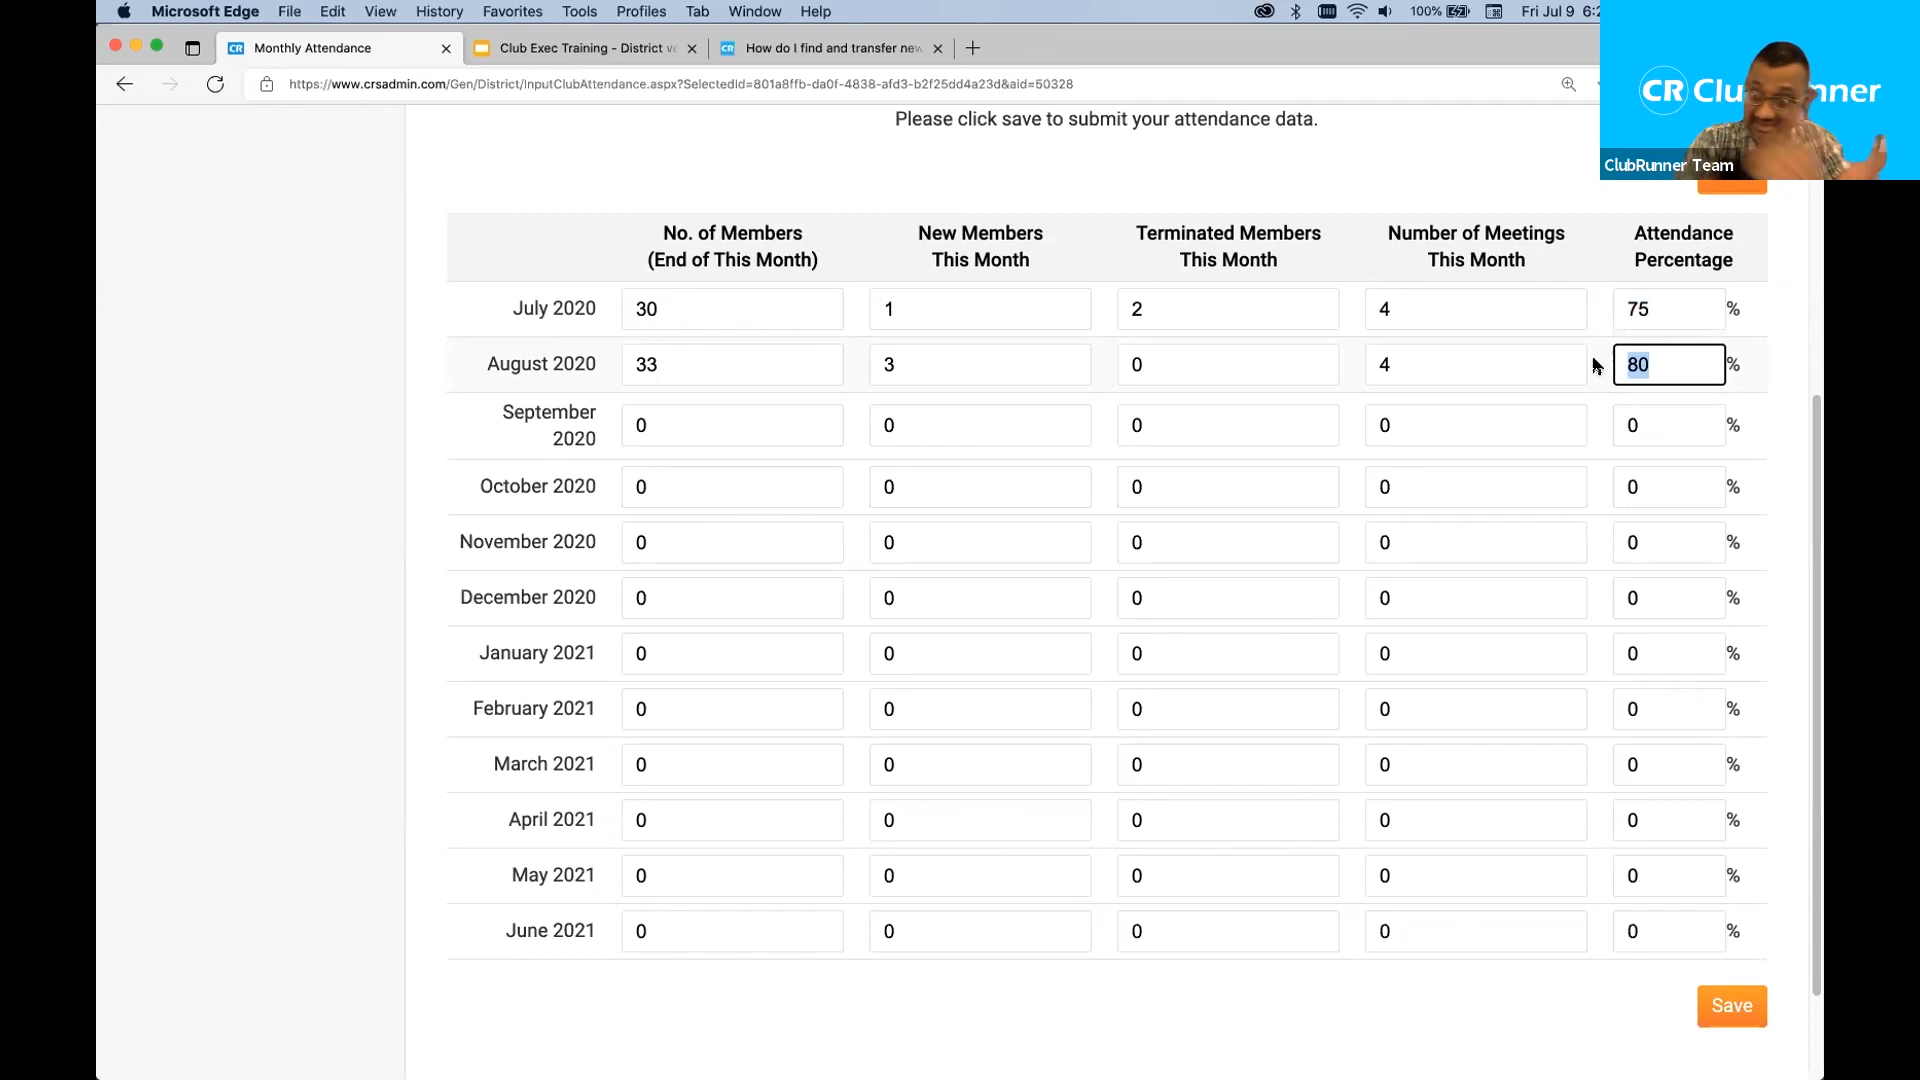 Microsoft Edge File Edit View History Favorites Tools Profiles Tab Window Help 100% Fri Jul 9 6:2
CR Monthly Attendance Club Exec Training - District ve CR How do I find and transfer new
https://www.crsadmin.com/Gen/District/InputClubAttendance.aspx?SelectedId=801a8ffb-da0f-4838-afd3-b2f25dd4a23d&aid=50328
CR Clu nner
ClubRunner Team
Please click save to submit your attendance data.
No. of Members New Members Terminated Members Number of Meetings Attendance
(End of This Month) This Month This Month This Month Percentage
July 2020 30 1 2 4 75 %
August 2020 33 3 0 4 80 %
September
2020 0 0 0 0 0 %
October 2020 0 0 0 0 0 %
November 2020 0 0 0 0 0 %
December 2020 0 0 0 0 0 %
January 2021 0 0 0 0 0 %
February 2021 0 0 0 0 0 %
March 2021 0 0 0 0 0 %
April 2021 0 0 0 0 0 %
May 2021 0 0 0 0 0 %
June 2021 0 0 0 0 0 %
Save